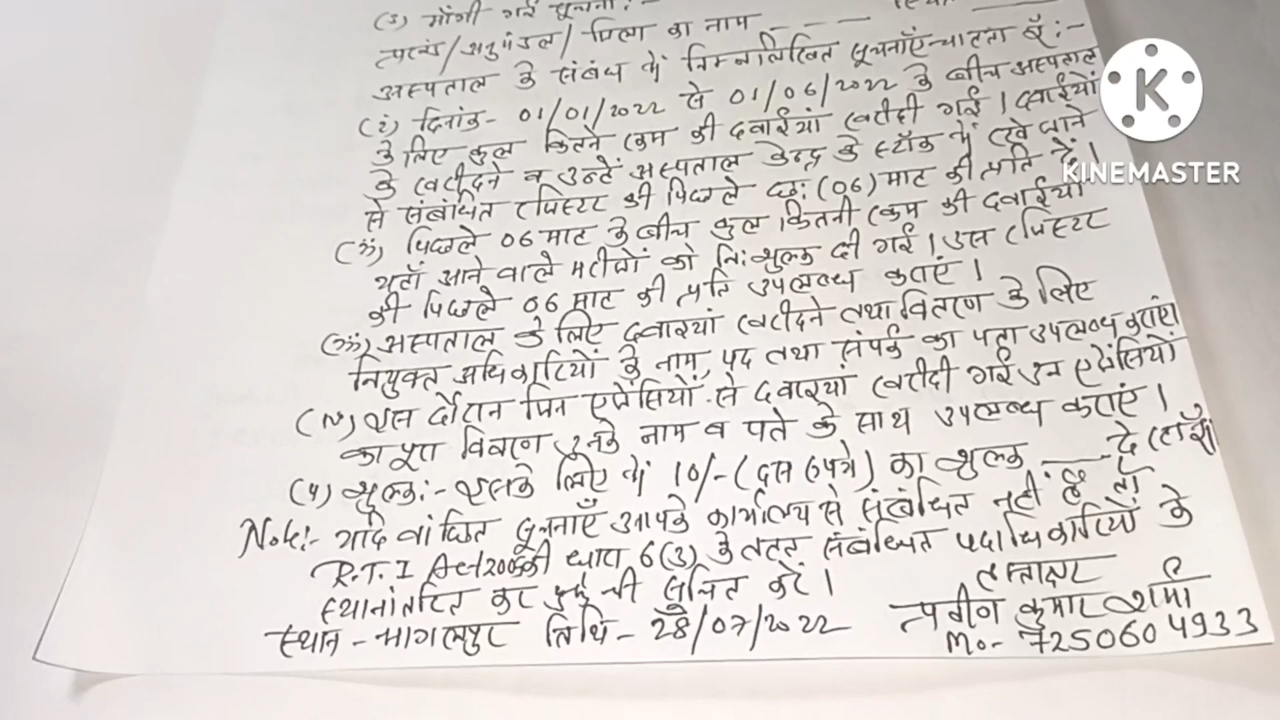 (3) माँगी गई सूचना :-
प्रखंड/अनुमंडल/जिला का नाम - - - -
अस्पताल के संबंध में निम्नलिखित सूचनाएँ चाहता हूँ:-
(i) दिनांक- 01/01/2022 से 01/06/2022 के बीच अस्पताल
के लिए कुल कितने रकम की दवाईयां खरीदी गई। दवाईयों
के खरीदने व उन्हें अस्पताल केन्द्र के स्टॉक में रखे जाने
से संबंधित रजिस्टर की पिछले छः (06) माह की प्रति दें।
(ii) पिछले 06 माह के बीच कुल कितनी रकम की दवाईयां
यहाँ आने वाले मरीजों को निःशुल्क दी गई। उस रजिस्टर
की पिछले 06 माह की प्रति उपलब्ध कराएं।
(iii) अस्पताल के लिए दवाइयां खरीदने तथा वितरण के लिए
नियुक्त अधिकारियों के नाम, पद तथा संपर्क का पता उपलब्ध कराएं।
(iv) इस दौरान जिन एजेंसियों से दवाइयां खरीदी गई उन एजेंसियों
का पूरा विवरण उनके नाम व पते के साथ उपलब्ध कराएं।
(4) शुल्क:- इसके लिए मैं 10/- (दस रुपये) का शुल्क ---- दे रहा हूँ।
Note:- यदि वांछित सूचनाएँ आपके कार्यालय से संबंधित नहीं है तो
R.T.I Act 2005 की धारा 6(3) के तहत संबंधित पदाधिकारियों के
स्थानांतरित कर मुझे भी सूचित करें।
हस्ताक्षर
स्थान - भागलपुर तिथि - 28/07/2022
प्रवीण कुमार शर्मा
Mo- 7250604933
K
KINEMASTER